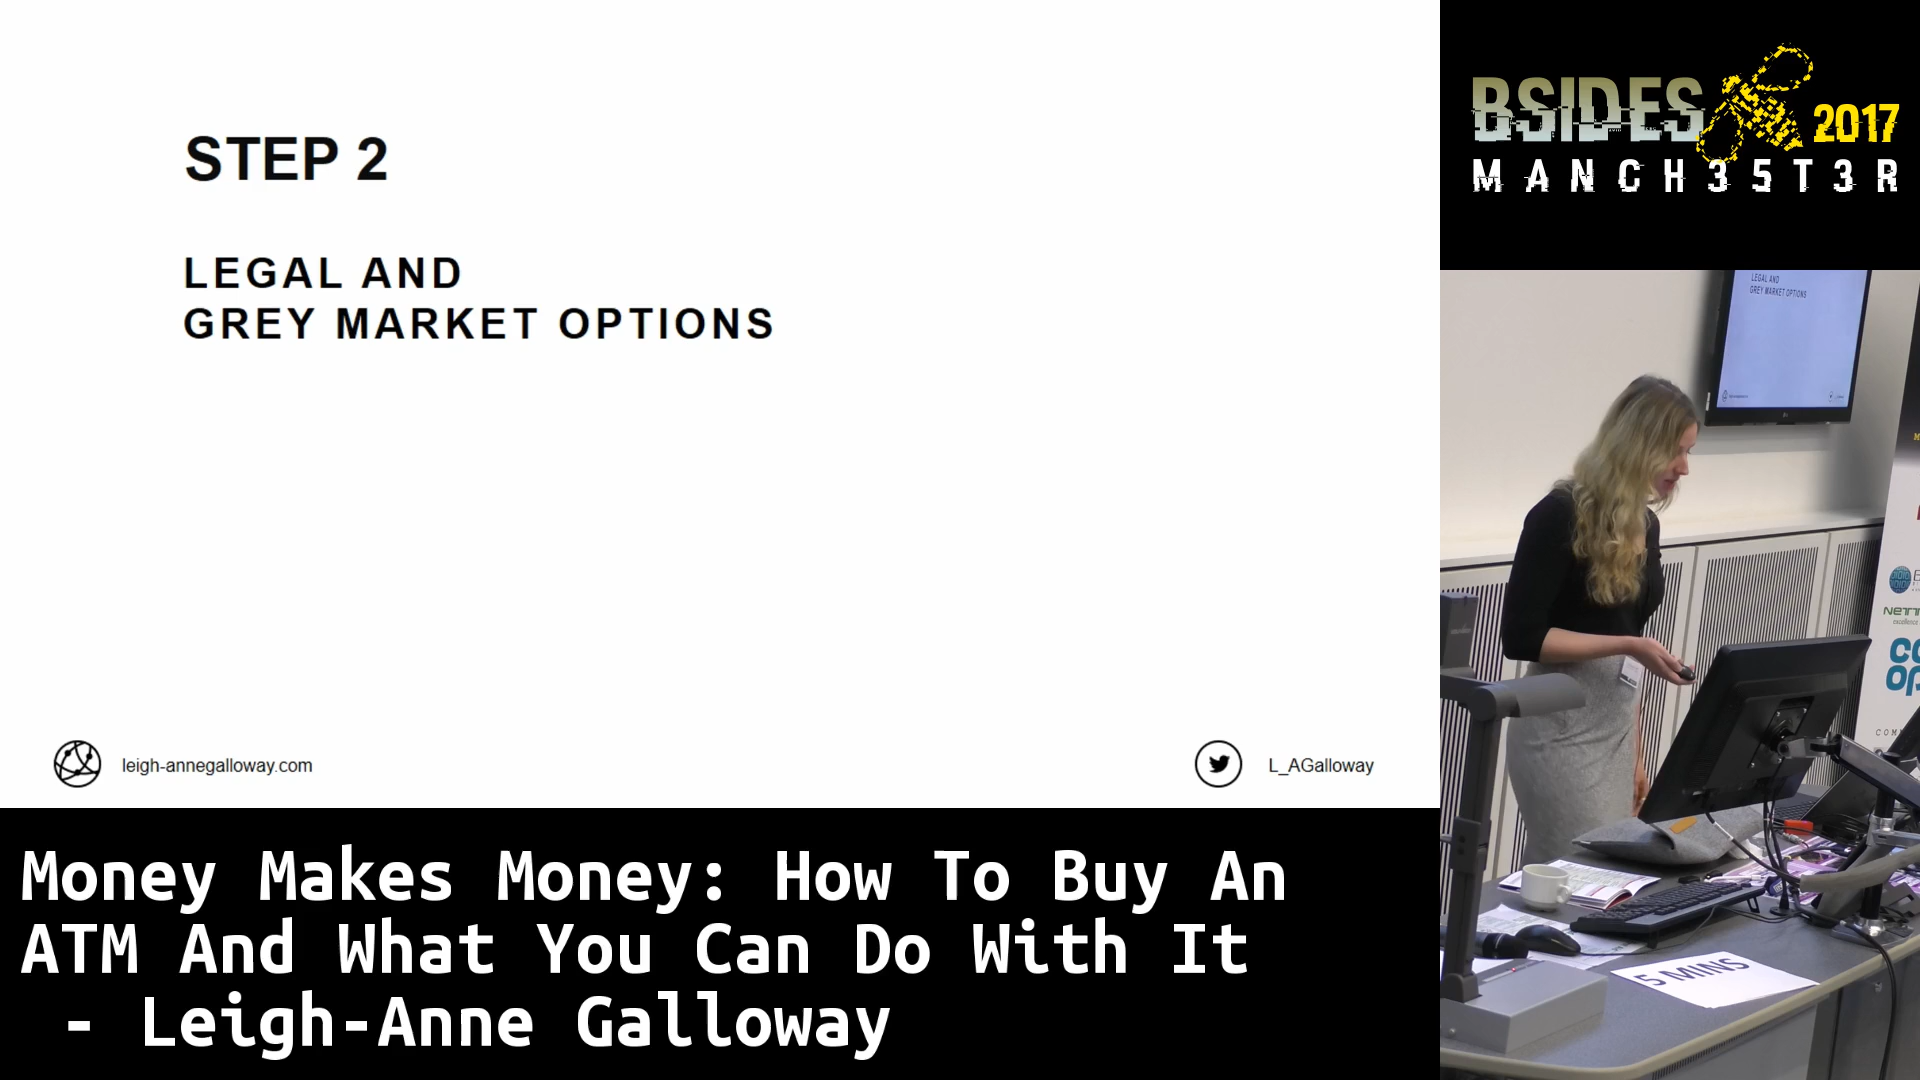 STEP 2
LEGAL AND
GREY MARKET OPTIONS
leigh-annegalloway.com
L_AGalloway
Money Makes Money: How To Buy An
ATM And What You Can Do With It
- Leigh-Anne Galloway
BSIDES 2017
MANCH35T3R
LEGAL AND
GREY MARKET OPTIONS
5 MINS